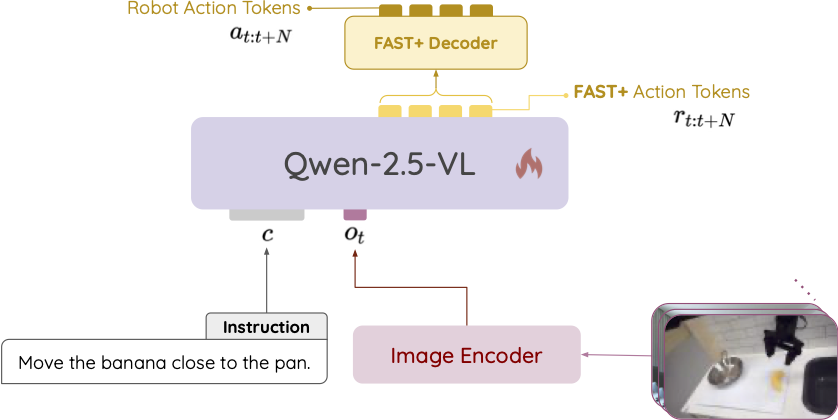 Robot Action Tokens
a_{t:t+N}
FAST+ Decoder
FAST+ Action Tokens
r_{t:t+N}
Qwen-2.5-VL
c
o_t
Instruction
Move the banana close to the pan.
Image Encoder